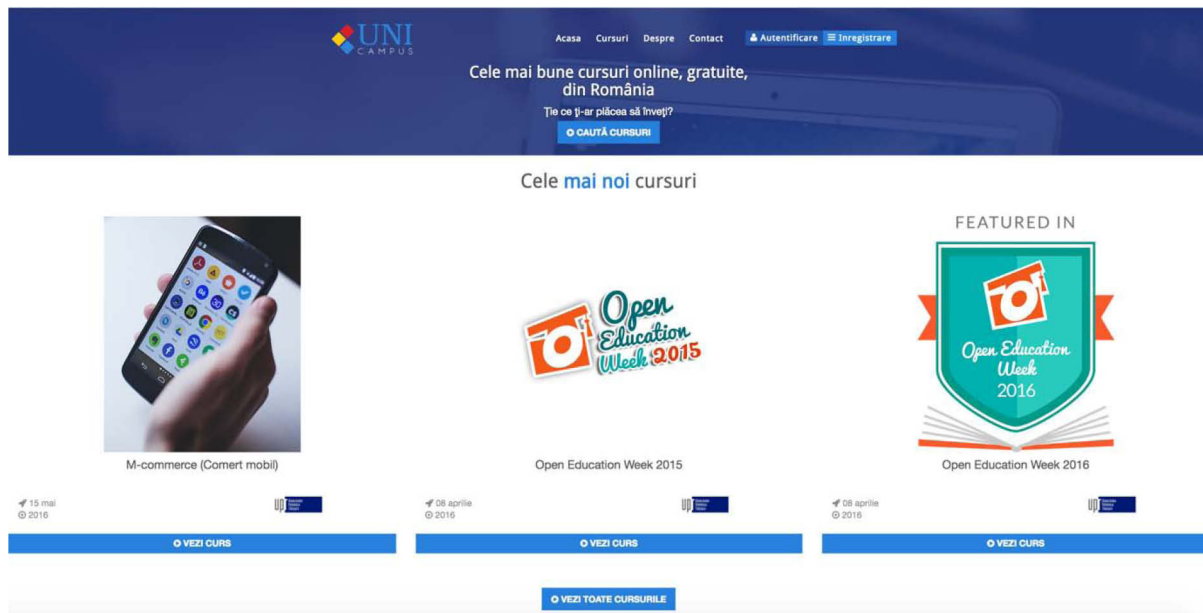 UNI
CAMPUS
Acasa Cursuri Despre Contact Autentificare Inregistrare
Cele mai bune cursuri online, gratuite,
din România
Ție ce ți-ar plăcea să înveți?
CAUTĂ CURSURI
Cele mai noi cursuri
M-commerce (Comert mobil)
15 mai
2016
VEZI CURS
Open
Education
Week 2015
Open Education Week 2015
08 aprilie
2016
VEZI CURS
FEATURED IN
Open Education
Week
2016
Open Education Week 2016
08 aprilie
2016
VEZI CURS
VEZI TOATE CURSURILE